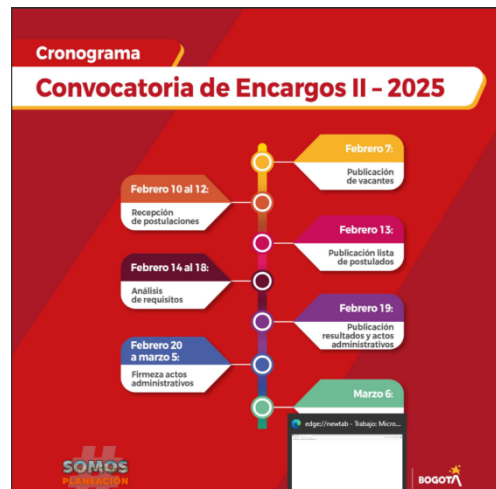 Cronograma
Convocatoria de Encargos II – 2025
Febrero 7:
Publicación
de vacantes
Febrero 10 al 12:
Recepción
de postulaciones
Febrero 13:
Publicación lista
de postulados
Febrero 14 al 18:
Análisis
de requisitos
Febrero 19:
Publicación
resultados y actos
administrativos
Febrero 20
a marzo 5:
Firmeza actos
administrativos
Marzo 6:
edge://newtab - Trabajo: Micro...
#
SOMOS
PLANEACIÓN
BOGOTÁ